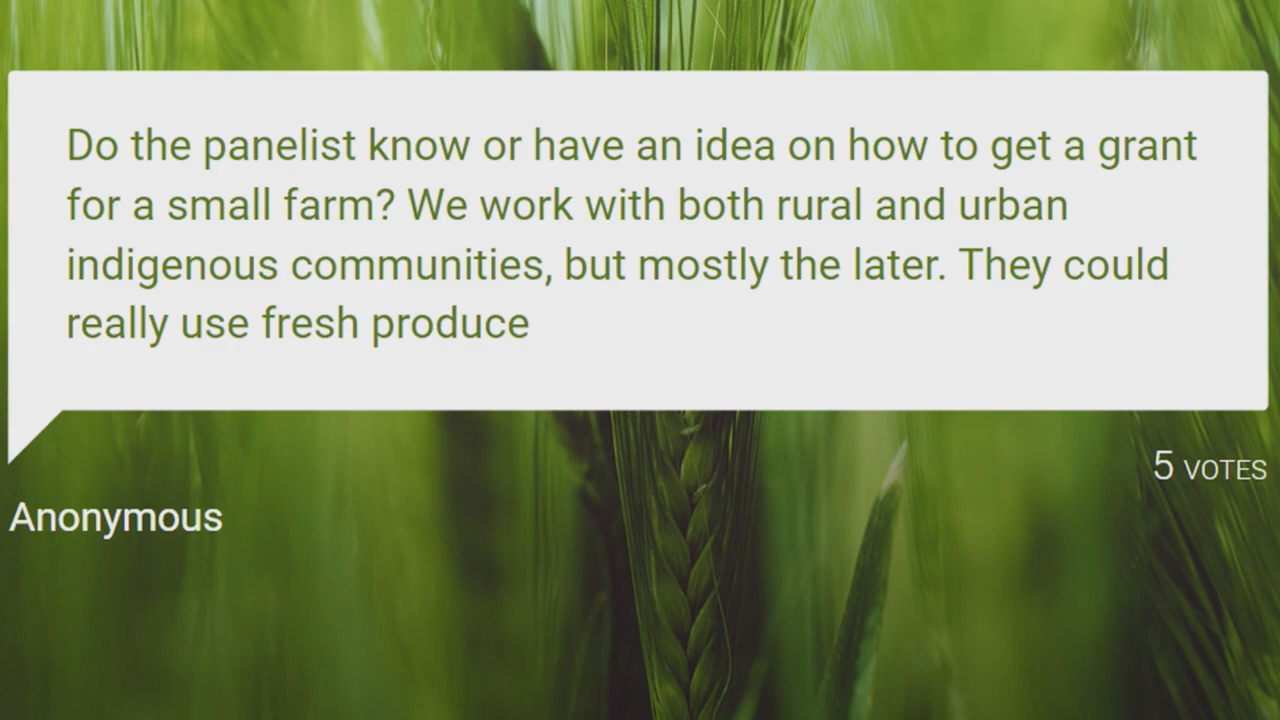 Do the panelist know or have an idea on how to get a grant
for a small farm? We work with both rural and urban
indigenous communities, but mostly the later. They could
really use fresh produce
5 VOTES
Anonymous